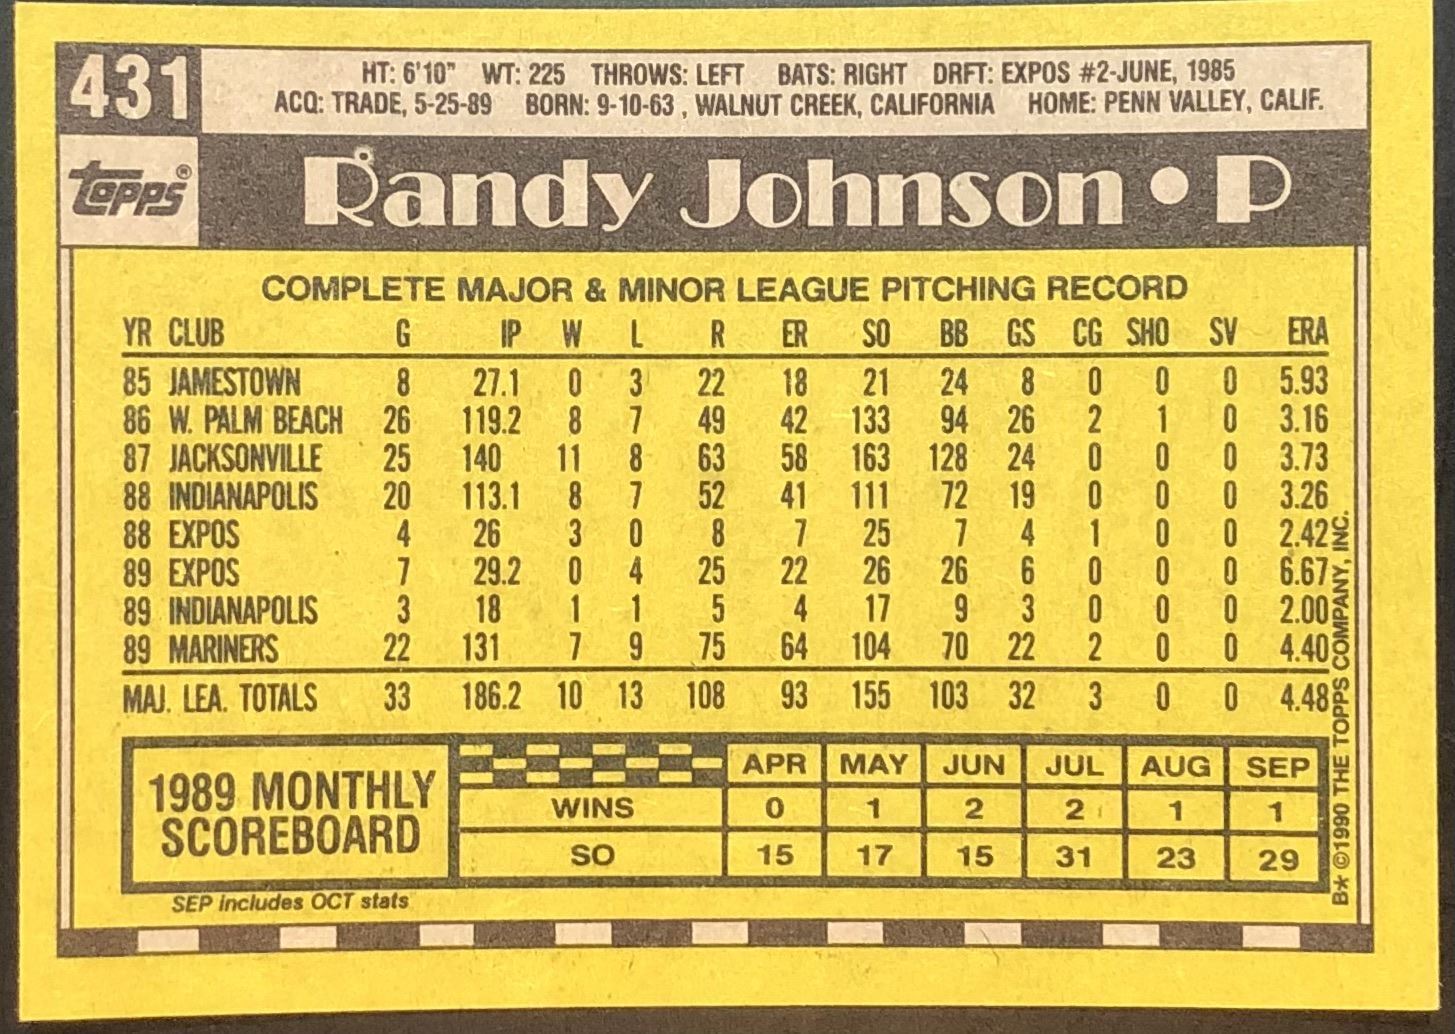 431
HT: 6'10" WT: 225 THROWS: LEFT BATS: RIGHT DRFT: EXPOS #2-JUNE, 1985
ACQ: TRADE, 5-25-89 BORN: 9-10-63 , WALNUT CREEK, CALIFORNIA HOME: PENN VALLEY, CALIF.
topps®
Randy Johnson • P
COMPLETE MAJOR & MINOR LEAGUE PITCHING RECORD
YR CLUB G IP W L R ER SO BB GS CG SHO SV ERA
85 JAMESTOWN 8 27.1 0 3 22 18 21 24 8 0 0 0 5.93
86 W. PALM BEACH 26 119.2 8 7 49 42 133 94 26 2 1 0 3.16
87 JACKSONVILLE 25 140 11 8 63 58 163 128 24 0 0 0 3.73
88 INDIANAPOLIS 20 113.1 8 7 52 41 111 72 19 0 0 0 3.26
88 EXPOS 4 26 3 0 8 7 25 7 4 1 0 0 2.42
89 EXPOS 7 29.2 0 4 25 22 26 26 6 0 0 0 6.67
89 INDIANAPOLIS 3 18 1 1 5 4 17 9 3 0 0 0 2.00
89 MARINERS 22 131 7 9 75 64 104 70 22 2 0 0 4.40
MAJ. LEA. TOTALS 33 186.2 10 13 108 93 155 103 32 3 0 0 4.48
1989 MONTHLY
SCOREBOARD
APR MAY JUN JUL AUG SEP
WINS 0 1 2 2 1 1
SO 15 17 15 31 23 29
SEP includes OCT stats
B* ©1990 THE TOPPS COMPANY, INC.